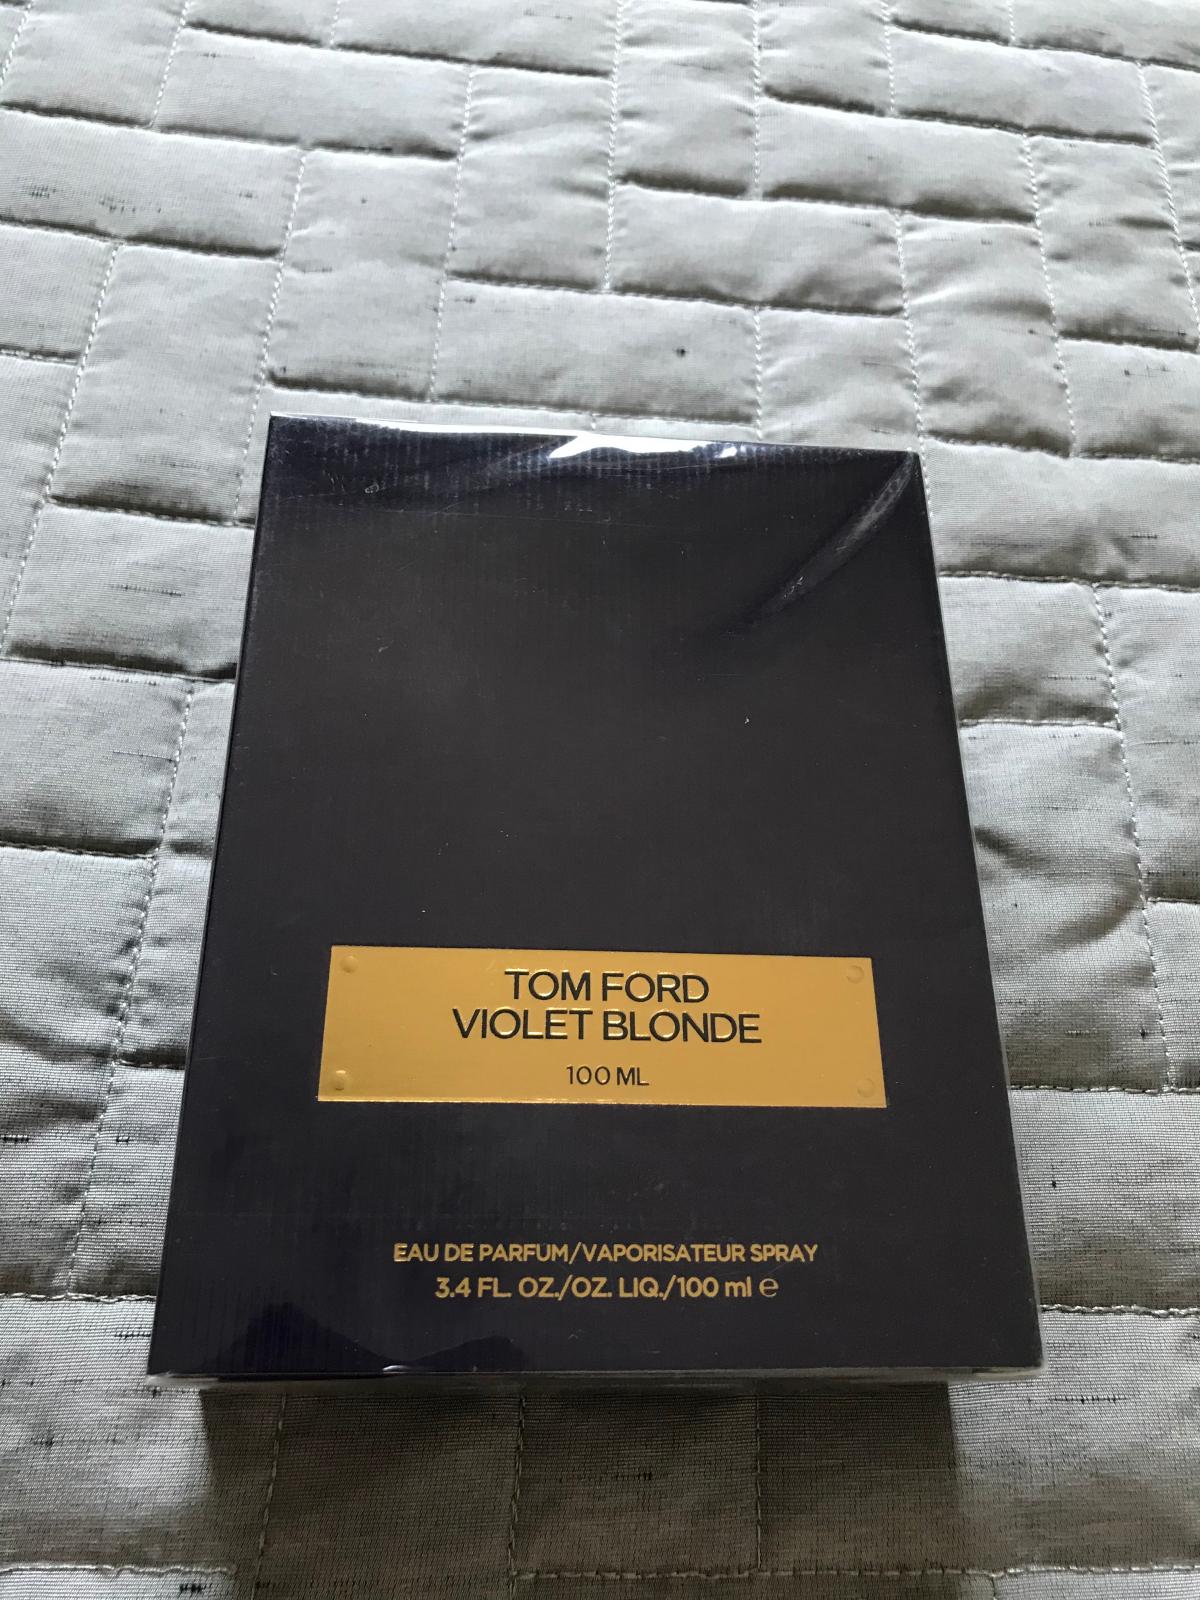 TOM FORD
VIOLET BLONDE
100 ML
EAU DE PARFUM/VAPORISATEUR SPRAY
3.4 FL. OZ./OZ. LIQ./100 ml e